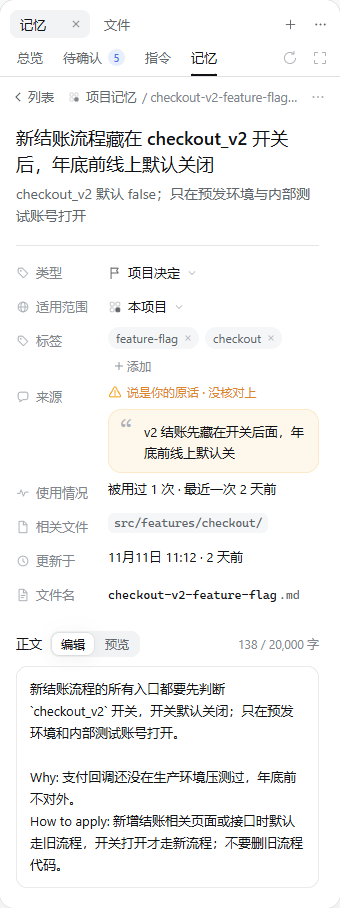 记忆 × 文件 + ···
总览 待确认 5 指令 记忆
< 列表 项目记忆 / checkout-v2-feature-flag... ···
新结账流程藏在 checkout_v2 开关
后，年底前线上默认关闭
checkout_v2 默认 false；只在预发环境与内部测
试账号打开
类型 项目决定
适用范围 本项目
标签 feature-flag × checkout ×
+ 添加
来源 说是你的原话 · 没核对上
“ v2 结账先藏在开关后面，年
底前线上默认关
使用情况 被用过 1 次 · 最近一次 2 天前
相关文件 src/features/checkout/
更新于 11月11日 11:12 · 2 天前
文件名 checkout-v2-feature-flag.md
正文 编辑 预览 138 / 20,000 字
新结账流程的所有入口都要先判断
`checkout_v2` 开关，开关默认关闭；只在预发
环境和内部测试账号打开。
Why: 支付回调还没在生产环境压测过，年底前
不对外。
How to apply: 新增结账相关页面或接口时默认
走旧流程，开关打开才走新流程；不要删旧流程
代码。